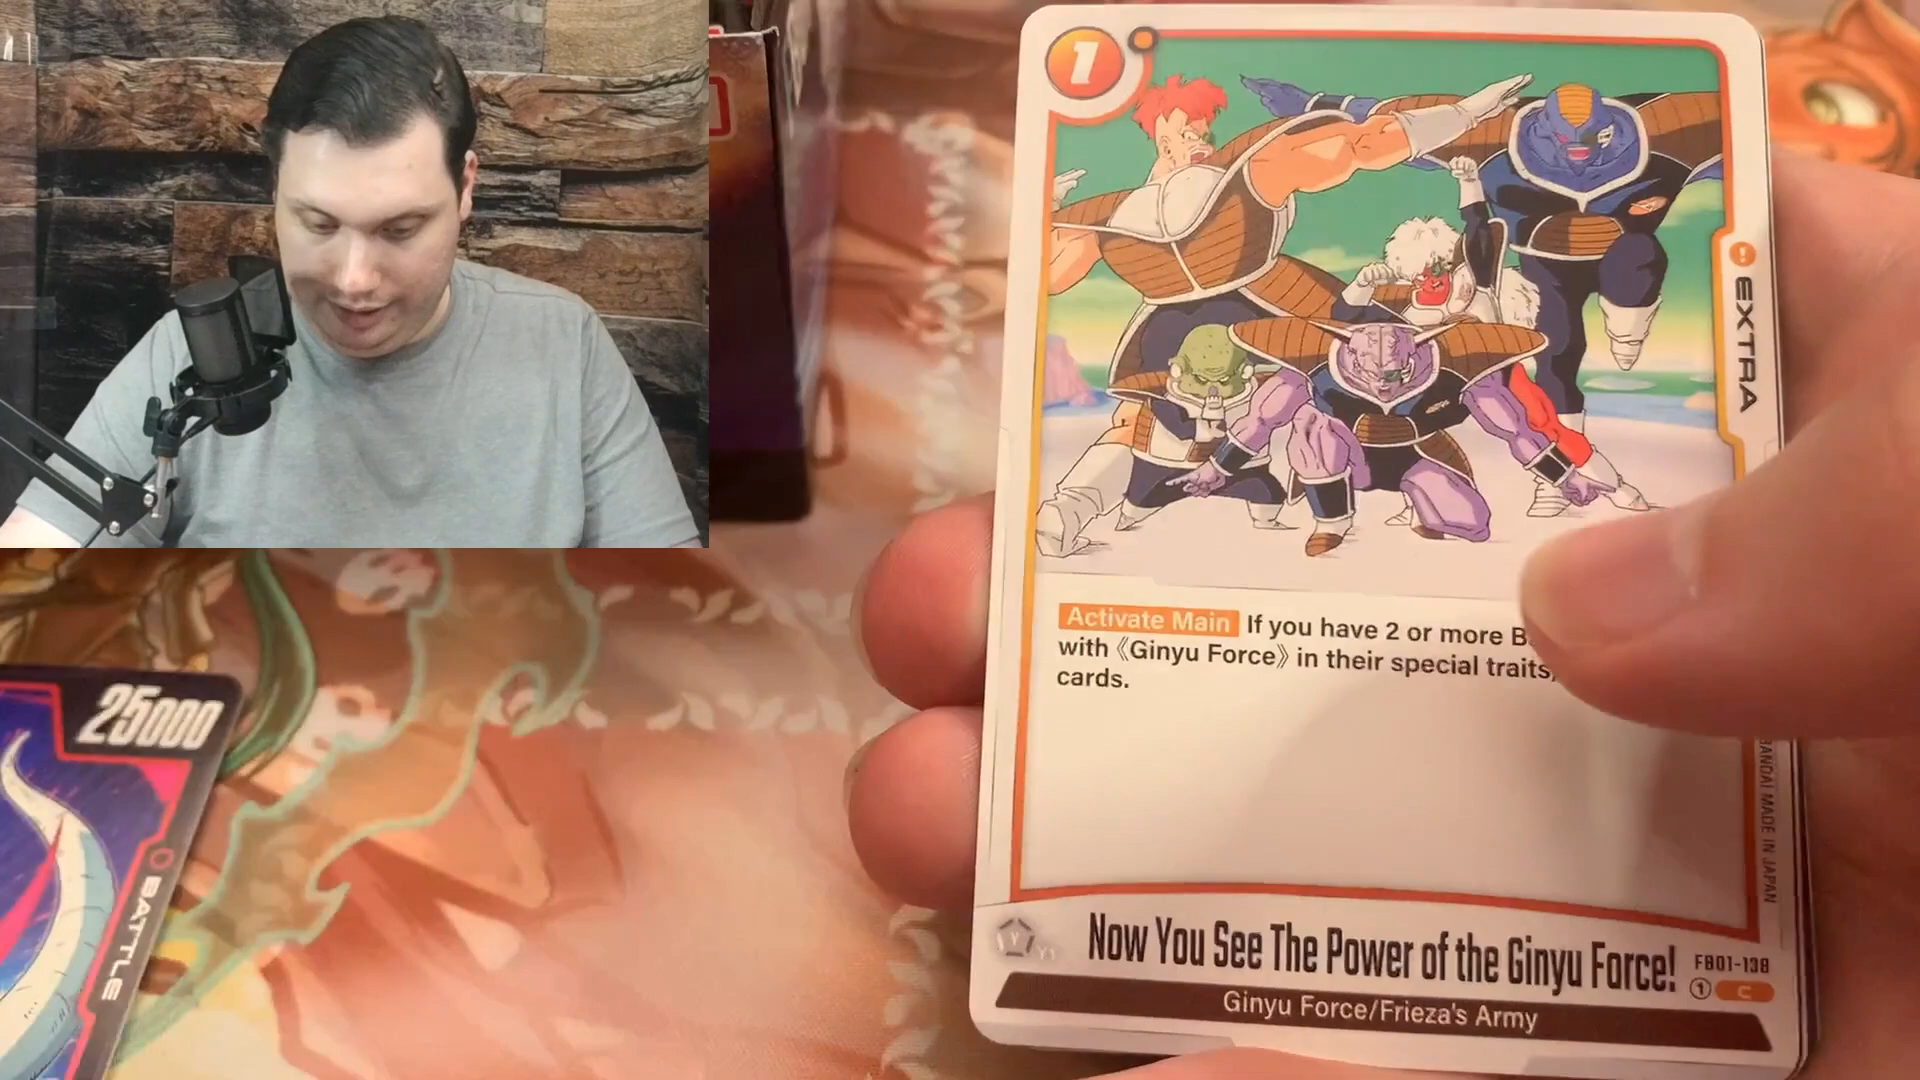 1
EXTRA
Activate Main If you have 2 or more
with 《Ginyu Force》 in their special traits,
cards.
BANDAI MADE IN JAPAN
Now You See The Power of the Ginyu Force!
FB01-138
Y
Y1
1 C
Ginyu Force/Frieza's Army
25000
BATTLE